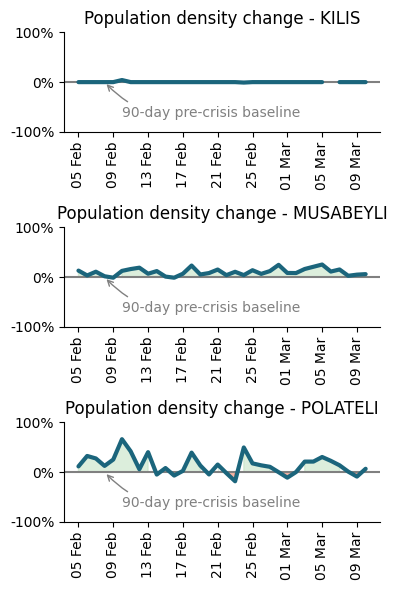 Population density change - KILIS
100%
0%
-100%
90-day pre-crisis baseline
05 Feb
09 Feb
13 Feb
17 Feb
21 Feb
25 Feb
01 Mar
05 Mar
09 Mar
Population density change - MUSABEYLI
100%
0%
-100%
90-day pre-crisis baseline
05 Feb
09 Feb
13 Feb
17 Feb
21 Feb
25 Feb
01 Mar
05 Mar
09 Mar
Population density change - POLATELI
100%
0%
-100%
90-day pre-crisis baseline
05 Feb
09 Feb
13 Feb
17 Feb
21 Feb
25 Feb
01 Mar
05 Mar
09 Mar